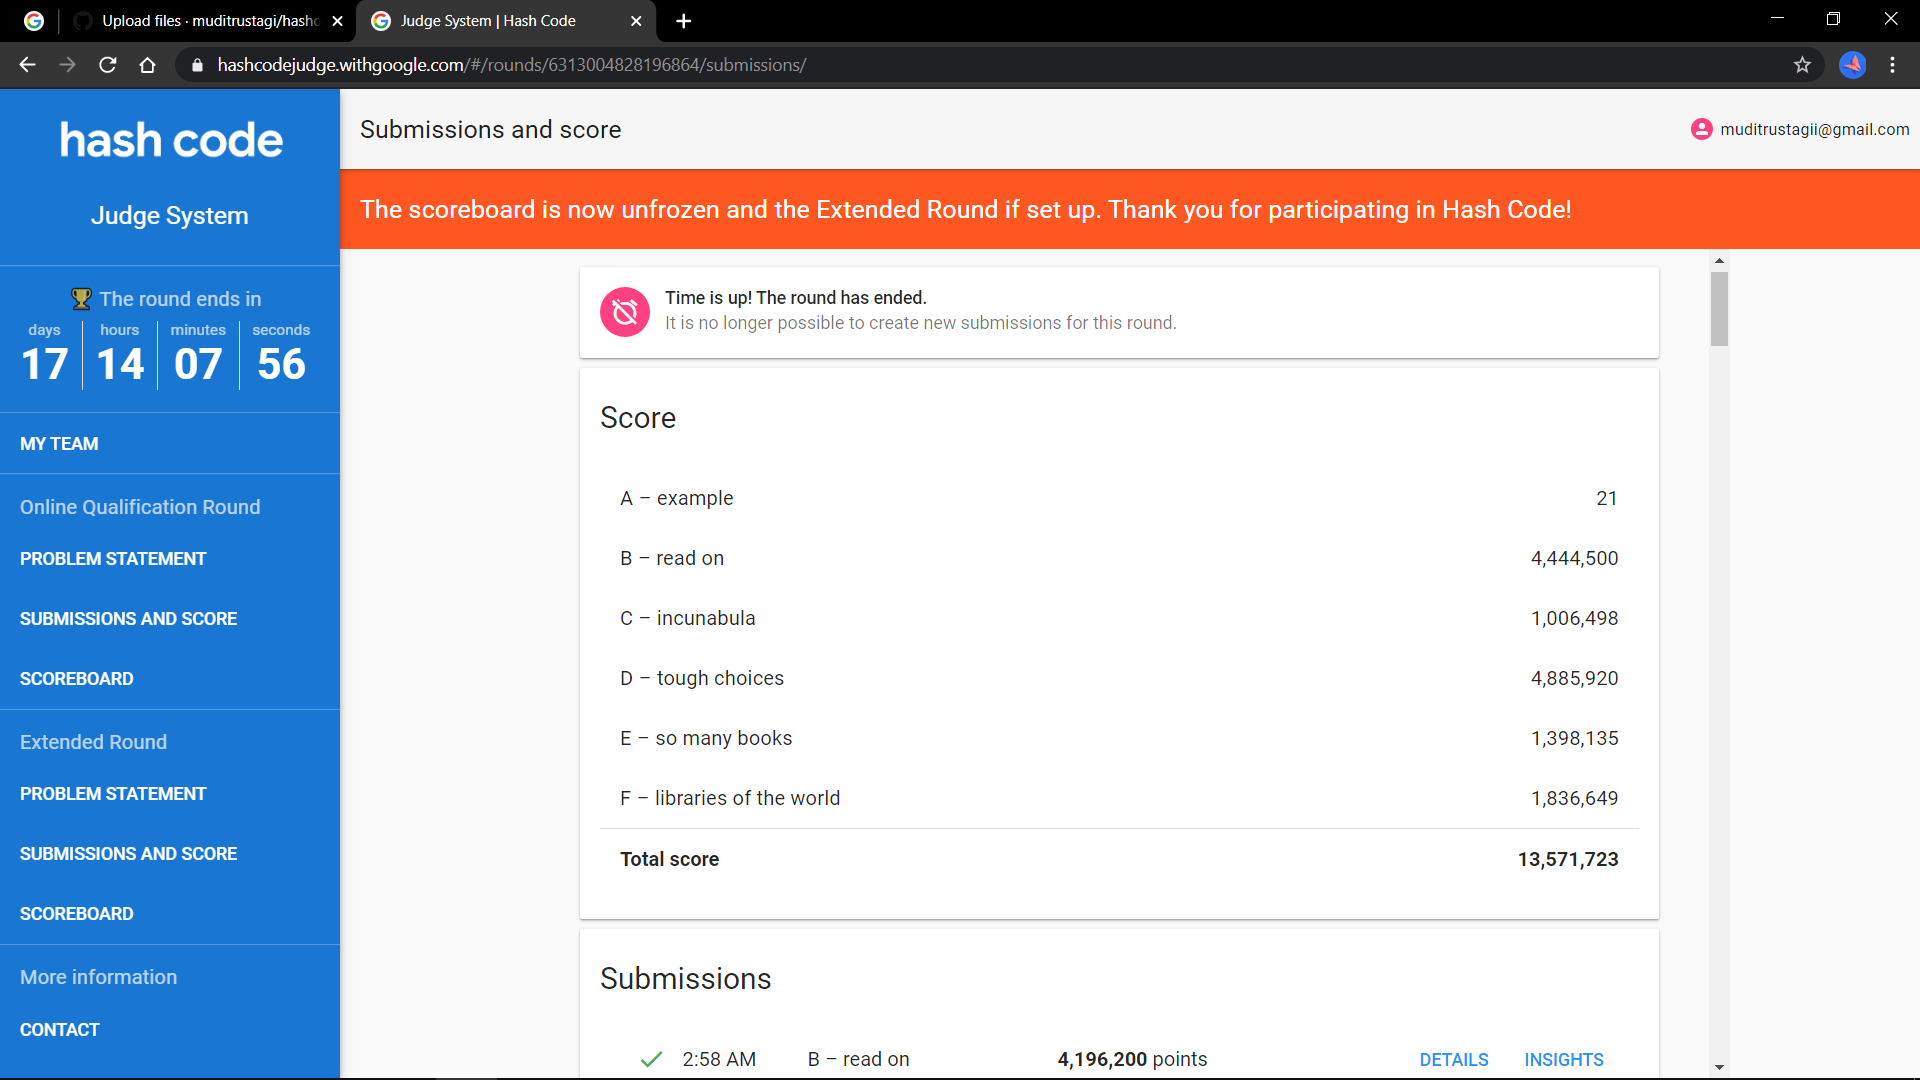 Upload files · muditrustagi/hashc
Judge System | Hash Code
hashcodejudge.withgoogle.com/#/rounds/6313004828196864/submissions/
hash code
Judge System
The round ends in
days hours minutes seconds
17 14 07 56
MY TEAM
Online Qualification Round
PROBLEM STATEMENT
SUBMISSIONS AND SCORE
SCOREBOARD
Extended Round
PROBLEM STATEMENT
SUBMISSIONS AND SCORE
SCOREBOARD
More information
CONTACT
Submissions and score
muditrustagii@gmail.com
The scoreboard is now unfrozen and the Extended Round if set up. Thank you for participating in Hash Code!
Time is up! The round has ended.
It is no longer possible to create new submissions for this round.
Score
A – example 21
B – read on 4,444,500
C – incunabula 1,006,498
D – tough choices 4,885,920
E – so many books 1,398,135
F – libraries of the world 1,836,649
Total score 13,571,723
Submissions
2:58 AM B – read on 4,196,200 points DETAILS INSIGHTS